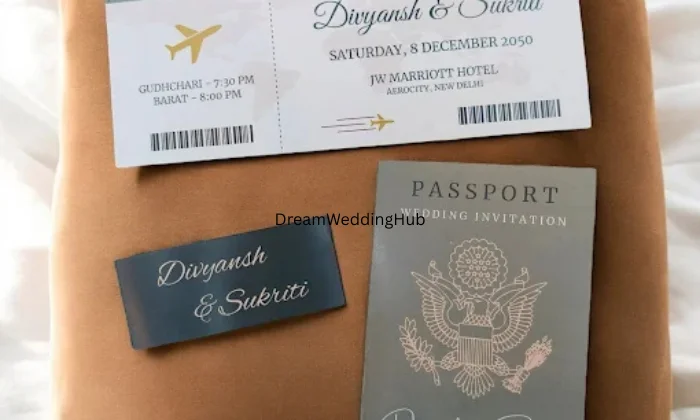 Divyansh & Sukriti
SATURDAY, 8 DECEMBER 2050
JW MARRIOTT HOTEL
AEROCITY, NEW DELHI
GUDHCHARI - 7:30 PM
BARAT - 8:00 PM
PASSPORT
WEDDING INVITATION
DreamWeddingHub
Divyansh
& Sukriti